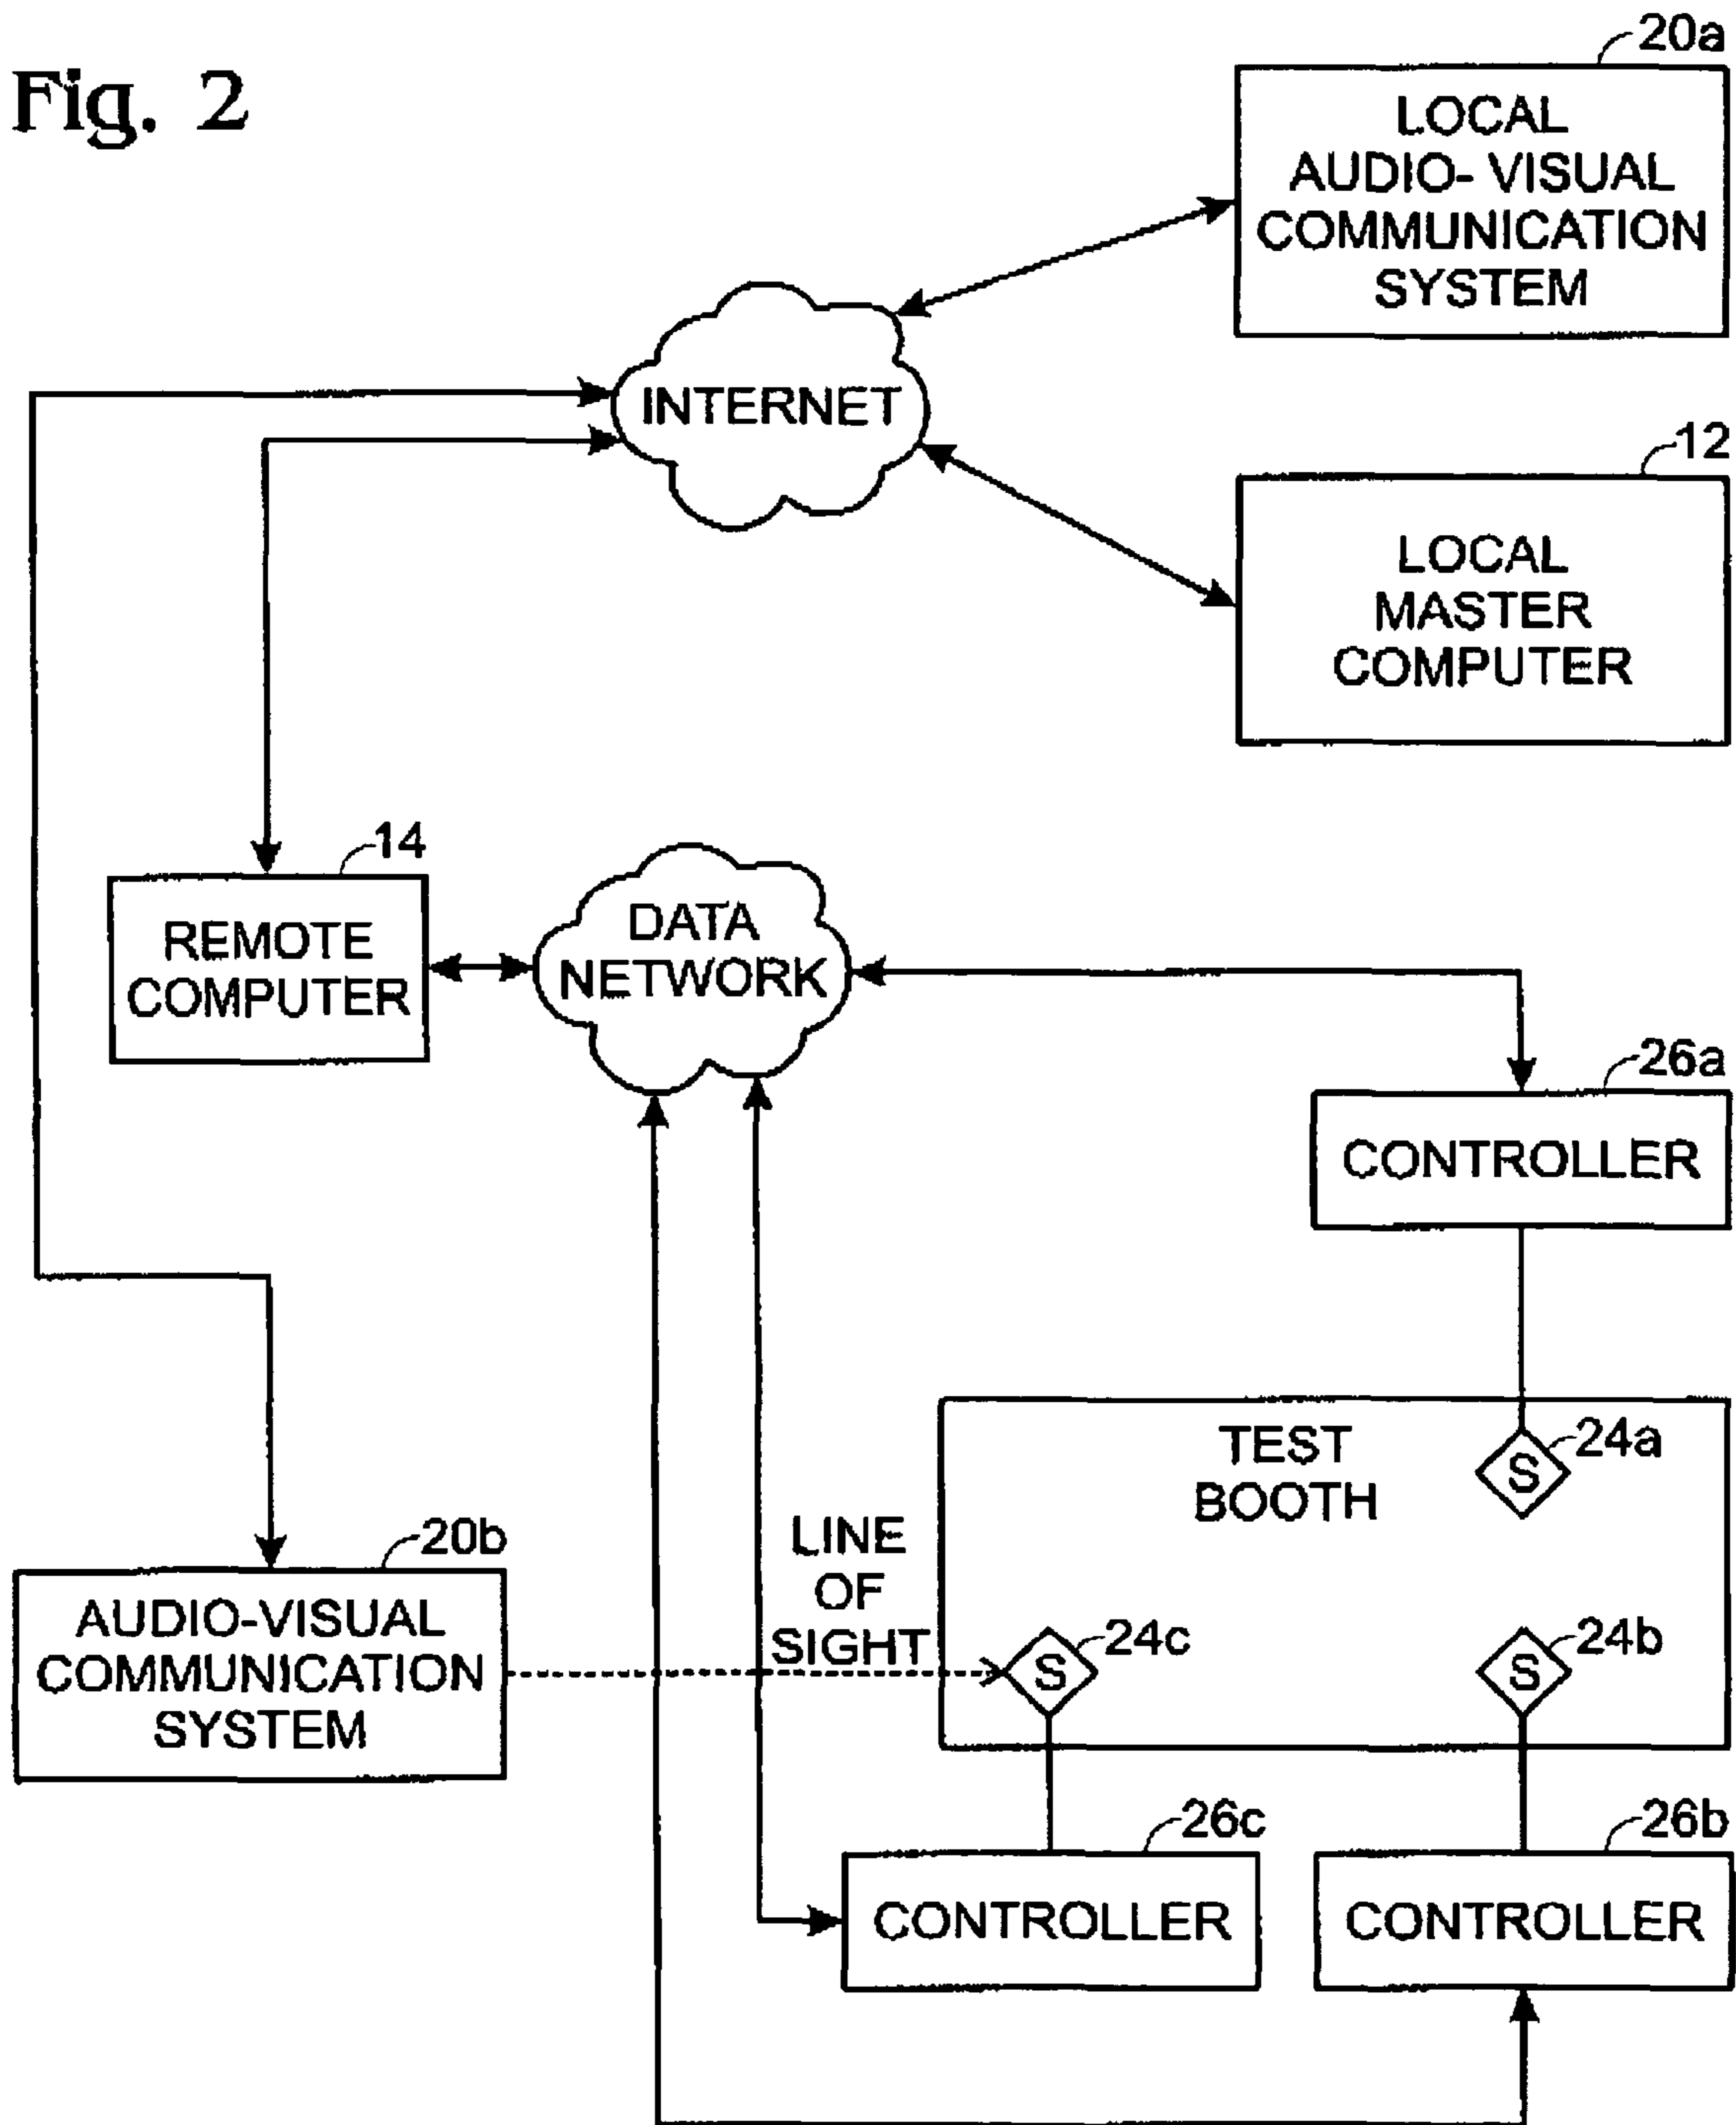 Fig. 2
20a
LOCAL
AUDIO- VISUAL
COMMUNICATION
SYSTEM
INTERNET
12
LOCAL
MASTER
COMPUTER
14
REMOTE
COMPUTER
DATA
NETWORK
26a
CONTROLLER
TEST
BOOTH
24a
S
LINE
OF
SIGHT
20b
AUDIO-VISUAL
COMMUNICATION
SYSTEM
24c
S
24b
S
26c
CONTROLLER
26b
CONTROLLER